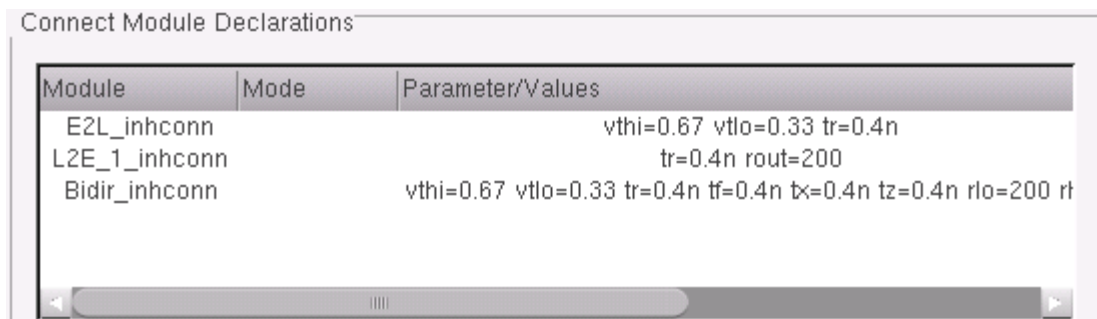 Connect Module Declarations
Module Mode Parameter/Values
E2L_inhconn vthi=0.67 vtlo=0.33 tr=0.4n
L2E_1_inhconn tr=0.4n rout=200
Bidir_inhconn vthi=0.67 vtlo=0.33 tr=0.4n tf=0.4n tx=0.4n tz=0.4n rlo=200